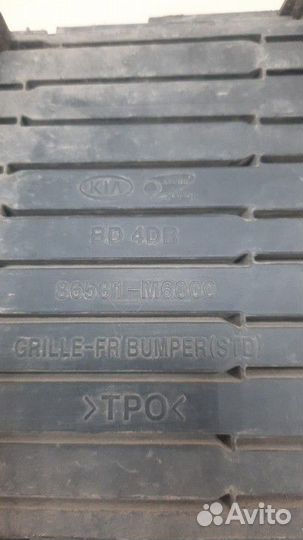 KIA
BD 4DR
86561-M6800
GRILLE-FR BUMPER(STD)
>TPO<
Avito